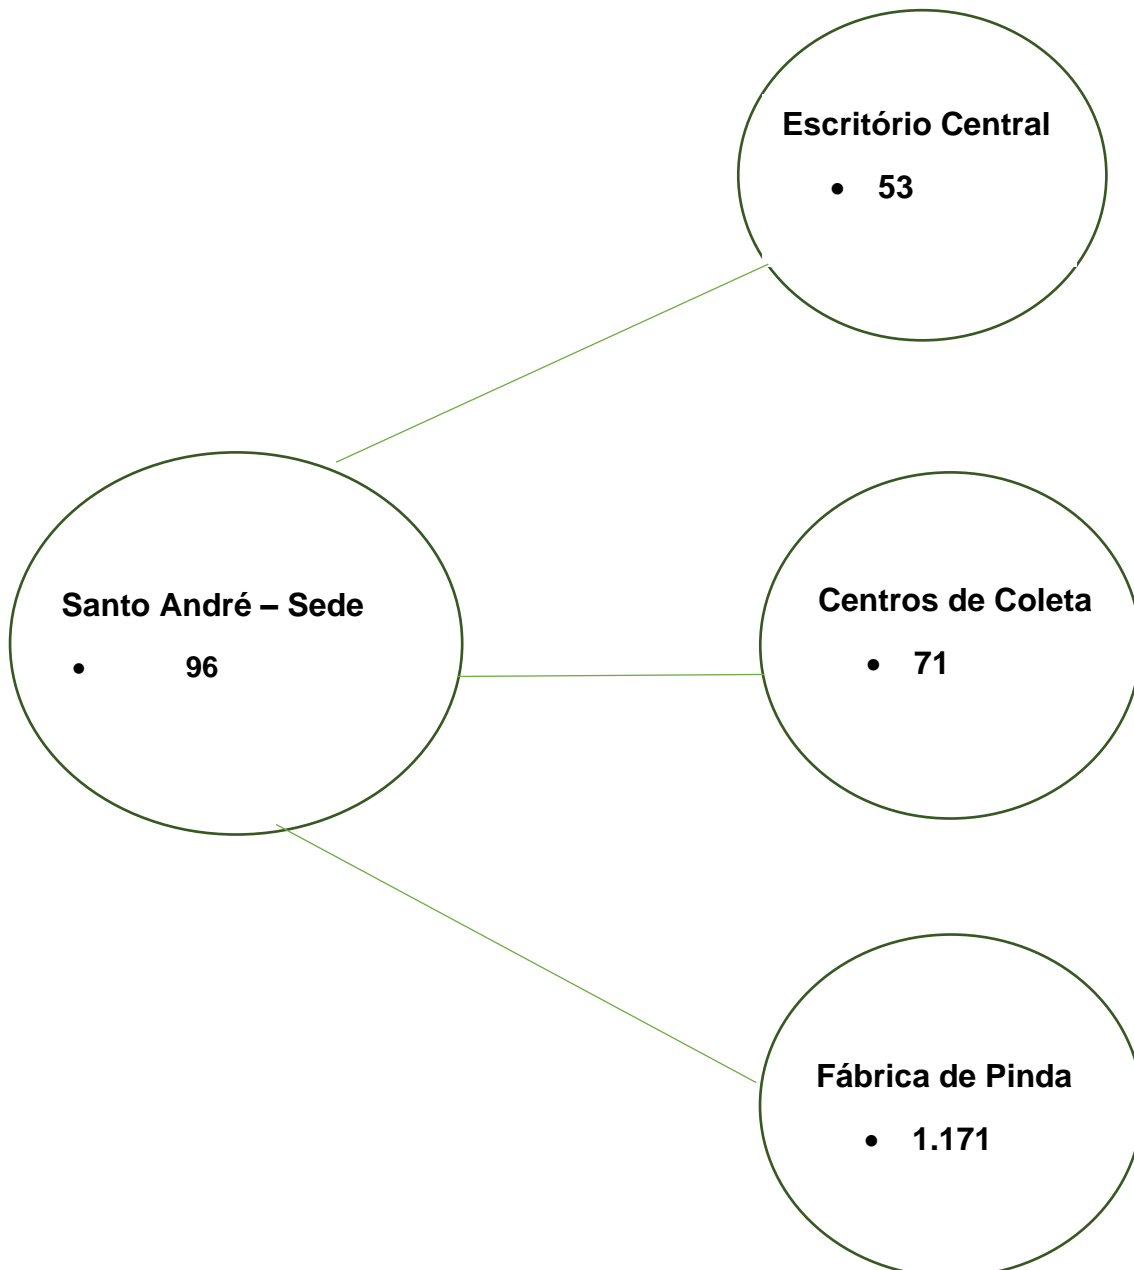 Escritório Central
• 53
Santo André – Sede
• 96
Centros de Coleta
• 71
Fábrica de Pinda
• 1.171